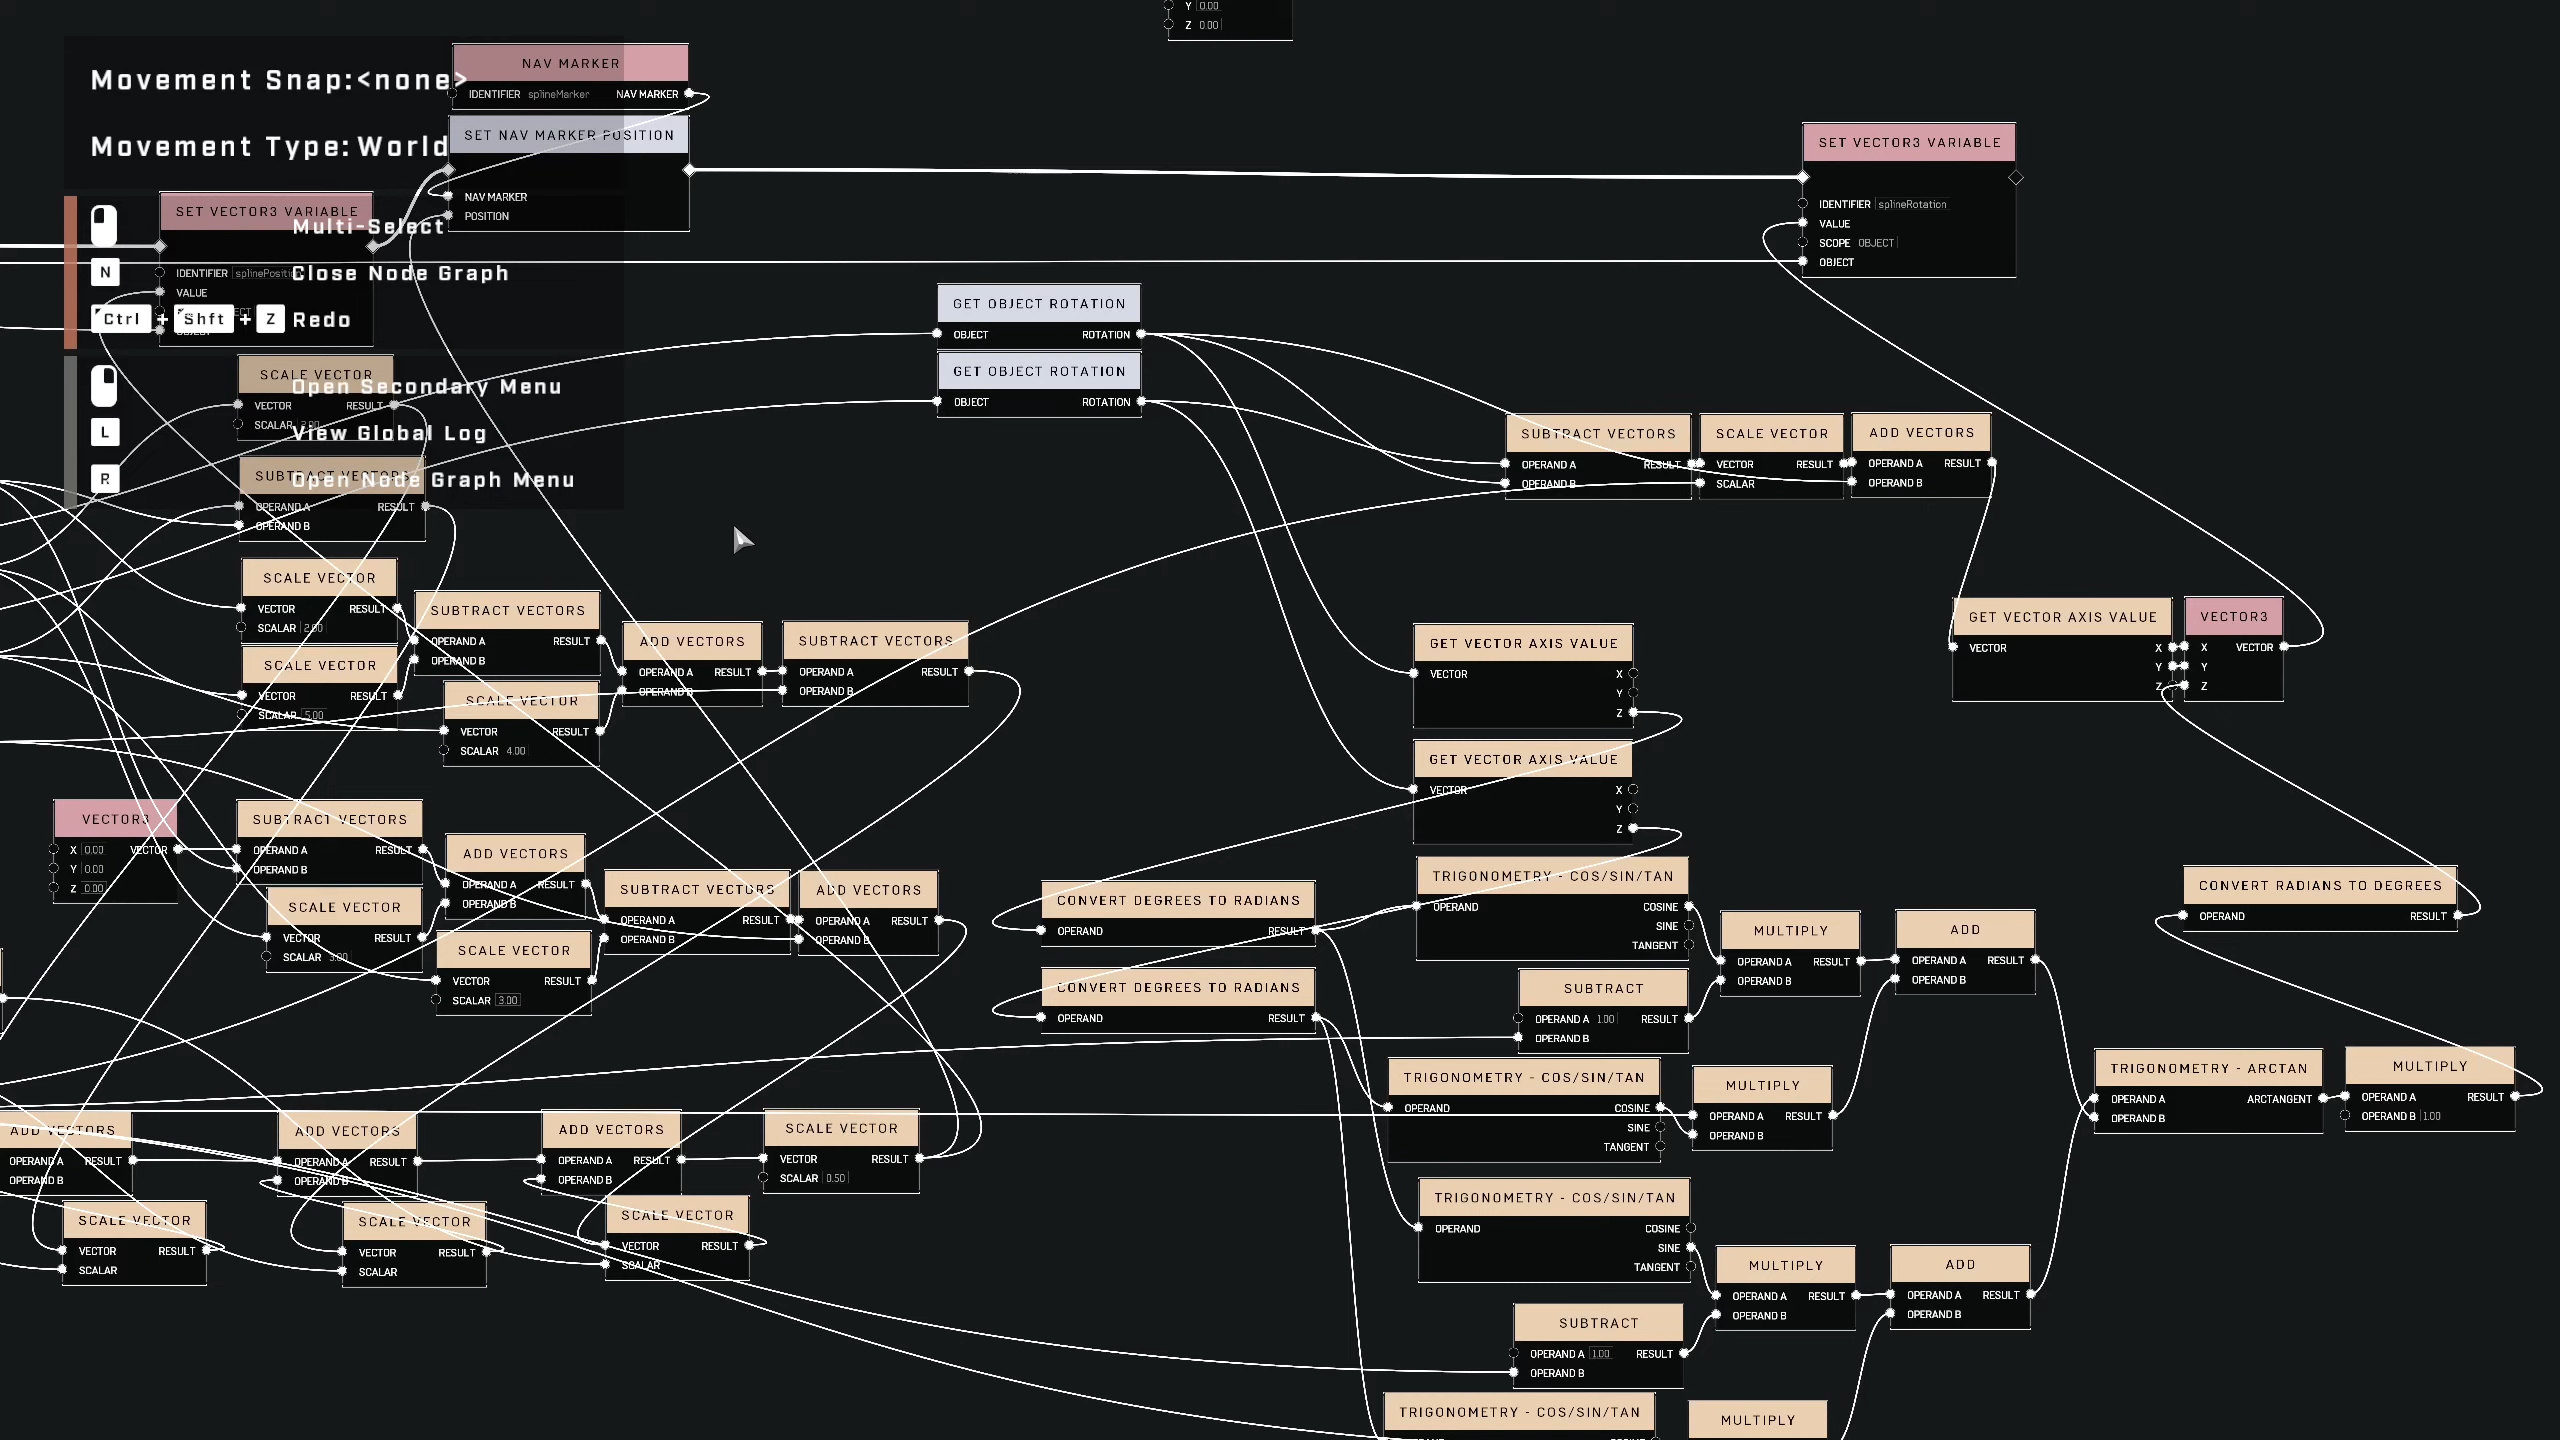 Y 0.00
Z 0.00
Movement Snap:<none>
Movement Type: World
Multi-Select
N Close Node Graph
Ctrl + Shft + Z Redo
Open Secondary Menu
L View Global Log
R Open Node Graph Menu
NAV MARKER
IDENTIFIER splineMarker NAV MARKER
SET NAV MARKER POSITION
NAV MARKER
POSITION
SET VECTOR3 VARIABLE
IDENTIFIER splinePosition
VALUE
OBJECT
SET VECTOR3 VARIABLE
IDENTIFIER splineRotation
VALUE
SCOPE OBJECT
OBJECT
GET OBJECT ROTATION
OBJECT ROTATION
GET OBJECT ROTATION
OBJECT ROTATION
SCALE VECTOR
VECTOR RESULT
SCALAR 2.00
SUBTRACT VECTORS
OPERAND A RESULT
OPERAND B
SUBTRACT VECTORS
OPERAND A RESULT
OPERAND B
SCALE VECTOR
VECTOR RESULT
SCALAR
ADD VECTORS
OPERAND A RESULT
OPERAND B
SCALE VECTOR
VECTOR RESULT
SCALAR 2.00
SCALE VECTOR
VECTOR RESULT
SCALAR 5.00
SUBTRACT VECTORS
OPERAND A RESULT
OPERAND B
SCALE VECTOR
VECTOR RESULT
SCALAR 4.00
ADD VECTORS
OPERAND A RESULT
OPERAND B
SUBTRACT VECTORS
OPERAND A RESULT
OPERAND B
GET VECTOR AXIS VALUE
VECTOR X
Y
Z
GET VECTOR AXIS VALUE
VECTOR X
Y
Z
GET VECTOR AXIS VALUE
VECTOR X
Y
Z
VECTOR3
X VECTOR
Y
Z
VECTOR3
X 0.00 VECTOR
Y 0.00
Z 0.00
SUBTRACT VECTORS
OPERAND A RESULT
OPERAND B
SCALE VECTOR
VECTOR RESULT
SCALAR 3.00
ADD VECTORS
OPERAND A RESULT
OPERAND B
SCALE VECTOR
VECTOR RESULT
SCALAR 3.00
SUBTRACT VECTORS
OPERAND A RESULT
OPERAND B
ADD VECTORS
OPERAND A RESULT
OPERAND B
CONVERT DEGREES TO RADIANS
OPERAND RESULT
CONVERT DEGREES TO RADIANS
OPERAND RESULT
TRIGONOMETRY - COS/SIN/TAN
OPERAND COSINE
SINE
TANGENT
SUBTRACT
OPERAND A 1.00 RESULT
OPERAND B
MULTIPLY
OPERAND A RESULT
OPERAND B
ADD
OPERAND A RESULT
OPERAND B
CONVERT RADIANS TO DEGREES
OPERAND RESULT
TRIGONOMETRY - COS/SIN/TAN
OPERAND COSINE
SINE
TANGENT
MULTIPLY
OPERAND A RESULT
OPERAND B
TRIGONOMETRY - ARCTAN
OPERAND A ARCTANGENT
OPERAND B
MULTIPLY
OPERAND A RESULT
OPERAND B 1.00
ADD VECTORS
OPERAND A RESULT
OPERAND B
ADD VECTORS
OPERAND A RESULT
OPERAND B
ADD VECTORS
OPERAND A RESULT
OPERAND B
SCALE VECTOR
VECTOR RESULT
SCALAR 0.50
SCALE VECTOR
VECTOR RESULT
SCALAR
SCALE VECTOR
VECTOR RESULT
SCALAR
SCALE VECTOR
VECTOR RESULT
SCALAR
TRIGONOMETRY - COS/SIN/TAN
OPERAND COSINE
SINE
TANGENT
MULTIPLY
OPERAND A RESULT
OPERAND B
ADD
OPERAND A RESULT
OPERAND B
SUBTRACT
OPERAND A 1.00 RESULT
OPERAND B
TRIGONOMETRY - COS/SIN/TAN
MULTIPLY